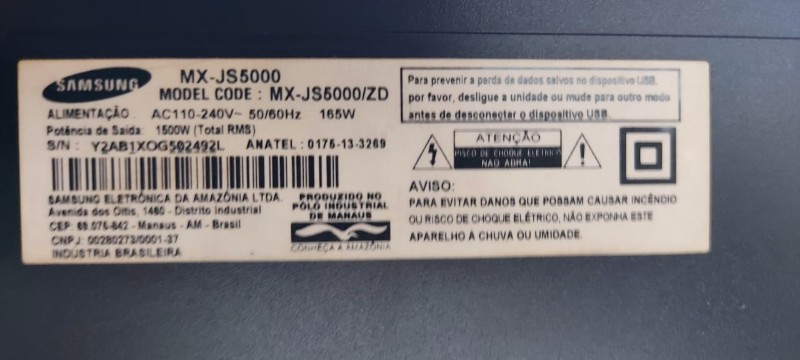 SAMSUNG
MX-JS5000
MODEL CODE : MX-JS5000/ZD
ALIMENTAÇÃO : AC110-240V~ 50/60Hz 165W
Potência de Saída: 1500W (Total RMS)
S/N : Y2AB1XOG502492L ANATEL : 0176-13-3269
SAMSUNG ELETRÔNICA DA AMAZÔNIA LTDA.
Avenida dos Oitis, 1460 - Distrito Industrial
CEP: 69.075-842 - Manaus - AM - Brasil
CNPJ : 00280273/0001-37
INDÚSTRIA BRASILEIRA
PRODUZIDO NO
PÓLO INDUSTRIAL
DE MANAUS
CONHEÇA A AMAZÔNIA
Para prevenir a perda de dados salvos no dispositivo USB,
por favor, desligue a unidade ou mude para outro modo
antes de desconectar o dispositivo USB.
ATENÇÃO
RISCO DE CHOQUE ELÉTRICO
NÃO ABRA!
AVISO:
PARA EVITAR DANOS QUE POSSAM CAUSAR INCÊNDIO
OU RISCO DE CHOQUE ELÉTRICO, NÃO EXPONHA ESTE
APARELHO À CHUVA OU UMIDADE.